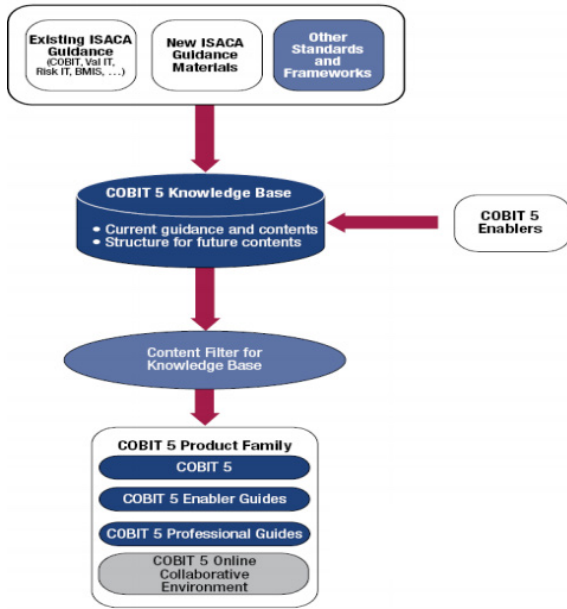 Existing ISACA
Guidance
(COBIT, Val IT,
Risk IT, BMIS, ...)
New ISACA
Guidance
Materials
Other
Standards
and
Frameworks
COBIT 5 Knowledge Base
• Current guidance and contents
• Structure for future contents
COBIT 5
Enablers
Content Filter for
Knowledge Base
COBIT 5 Product Family
COBIT 5
COBIT 5 Enabler Guides
COBIT 5 Professional Guides
COBIT 5 Online
Collaborative
Environment